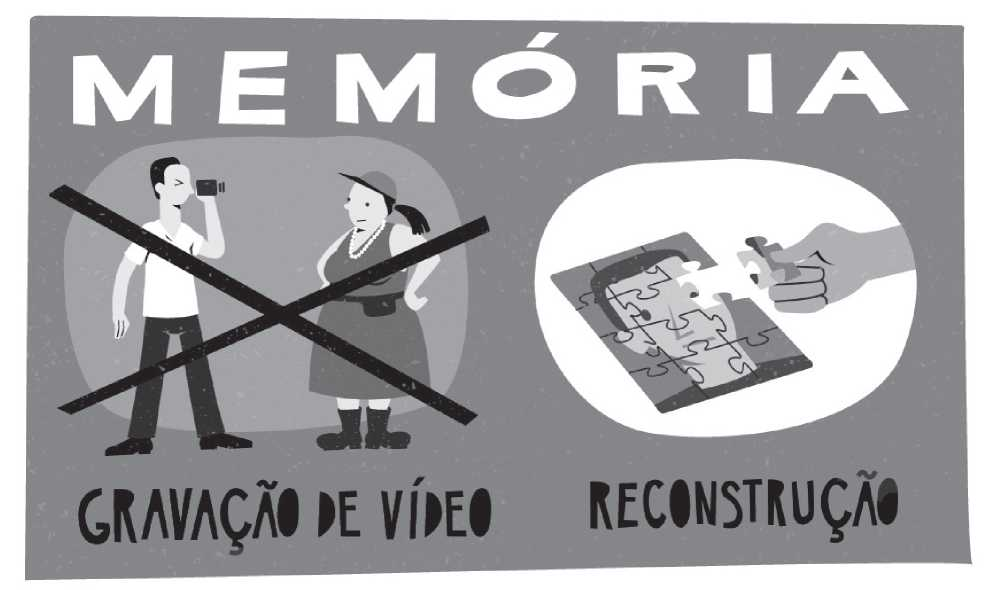 MEMÓRIA
GRAVAÇÃO DE VÍDEO
RECONSTRUÇÃO